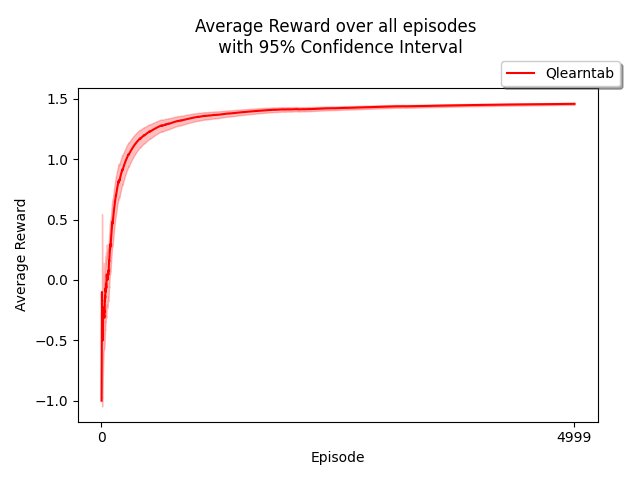 Average Reward over all episodes
with 95% Confidence Interval
Qlearntab
1.5
1.0
0.5
0.0
−0.5
−1.0
Average Reward
0
4999
Episode